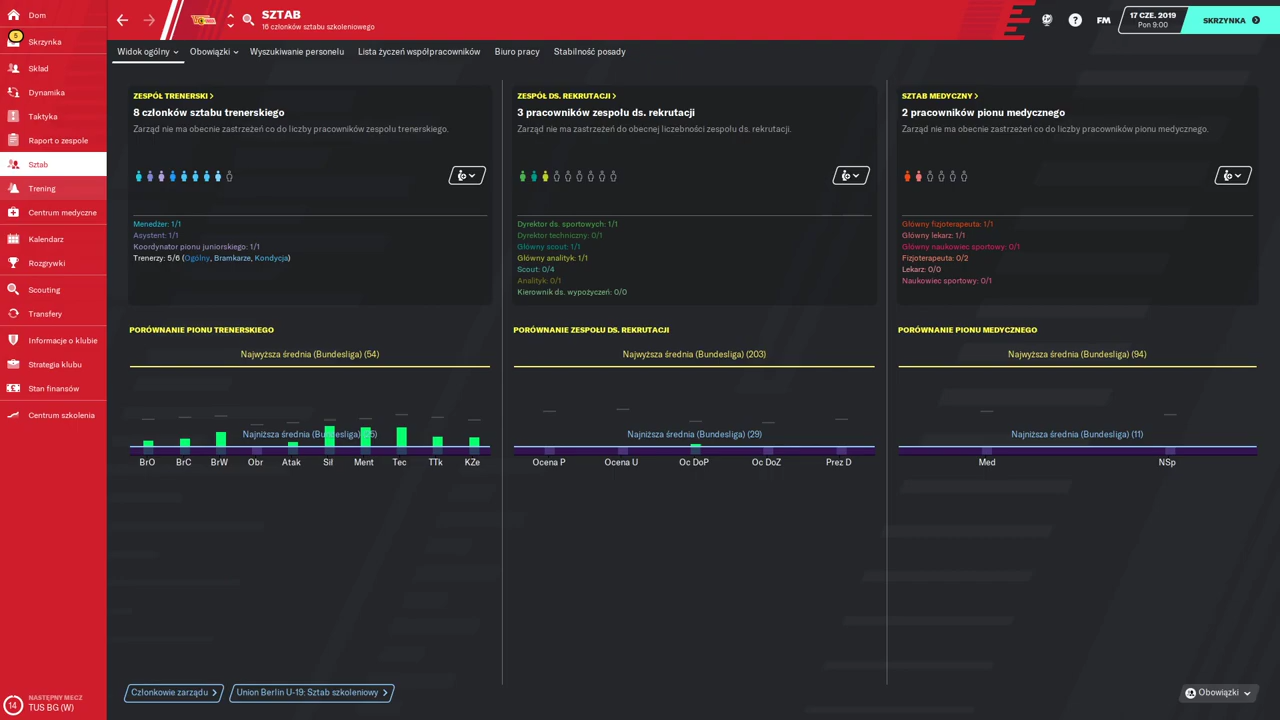 Dom
5
Skrzynka
Skład
Dynamika
Taktyka
Raport o zespole
Sztab
Trening
Centrum medyczne
Kalendarz
Rozgrywki
Scouting
Transfery
Informacje o klubie
Strategia klubu
Stan finansów
Centrum szkolenia
14
NASTĘPNY MECZ
TUS BG (W)
SZTAB
16 członków sztabu szkoleniowego
?
FM
17 CZE. 2019
Pon 9:00
SKRZYNKA
Widok ogólny
Obowiązki
Wyszukiwanie personelu
Lista życzeń współpracowników
Biuro pracy
Stabilność posady
ZESPÓŁ TRENERSKI >
8 członków sztabu trenerskiego
Zarząd nie ma obecnie zastrzeżeń co do liczby pracowników zespołu trenerskiego.
Menedżer: 1/1
Asystent: 1/1
Koordynator pionu juniorskiego: 1/1
Trenerzy: 5/6 (Ogólny, Bramkarze, Kondycja)
ZESPÓŁ DS. REKRUTACJI >
3 pracowników zespołu ds. rekrutacji
Zarząd nie ma zastrzeżeń do obecnej liczebności zespołu ds. rekrutacji.
Dyrektor ds. sportowych: 1/1
Dyrektor techniczny: 0/1
Główny scout: 1/1
Główny analityk: 1/1
Scout: 0/4
Analityk: 0/1
Kierownik ds. wypożyczeń: 0/0
SZTAB MEDYCZNY >
2 pracowników pionu medycznego
Zarząd nie ma obecnie zastrzeżeń co do liczby pracowników pionu medycznego.
Główny fizjoterapeuta: 1/1
Główny lekarz: 1/1
Główny naukowiec sportowy: 0/1
Fizjoterapeuta: 0/2
Lekarz: 0/0
Naukowiec sportowy: 0/1
PORÓWNANIE PIONU TRENERSKIEGO
Najwyższa średnia (Bundesliga) (54)
Najniższa średnia (Bundesliga)
BrO BrC BrW Obr Atak Sil Ment Tec TTk KZe
PORÓWNANIE ZESPOŁU DS. REKRUTACJI
Najwyższa średnia (Bundesliga) (203)
Najniższa średnia (Bundesliga) (29)
Ocena P Ocena U Oc DoP Oc DoZ Prez D
PORÓWNANIE PIONU MEDYCZNEGO
Najwyższa średnia (Bundesliga) (94)
Najniższa średnia (Bundesliga) (11)
Med NSp
Członkowie zarządu >
Union Berlin U-19: Sztab szkoleniowy >
Obowiązki